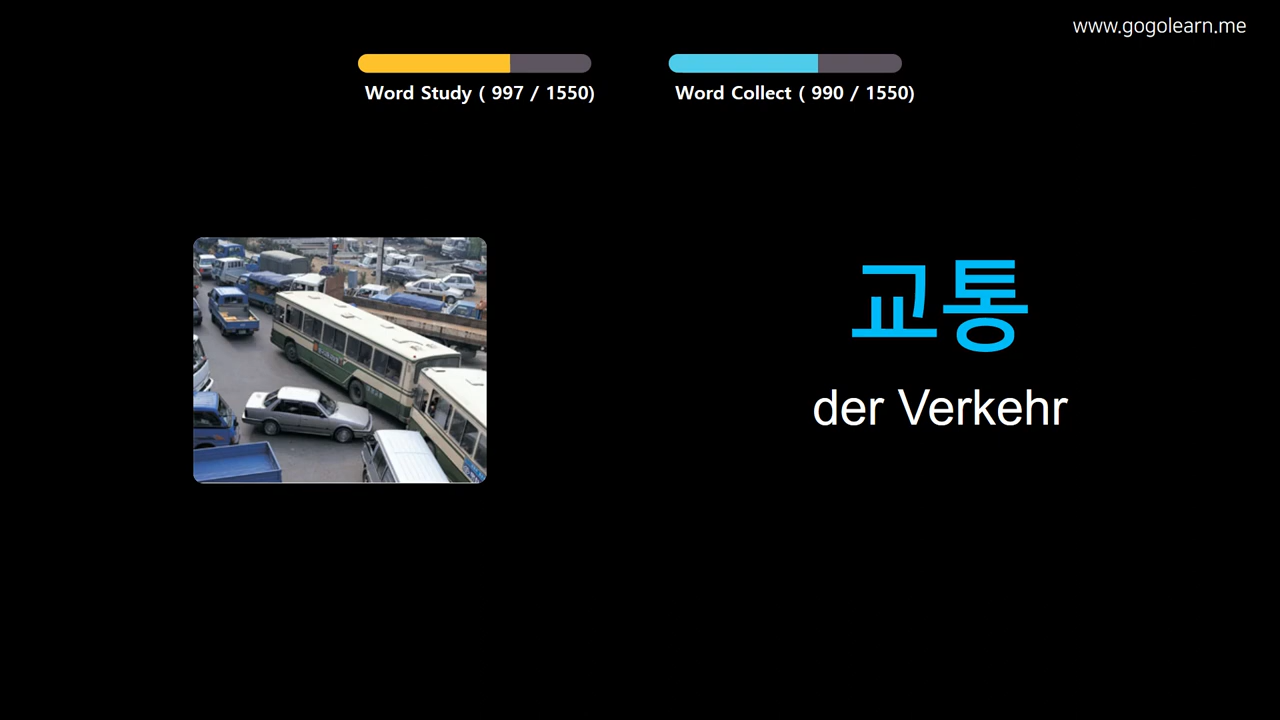 www.gogolearn.me
Word Study ( 997 / 1550)
Word Collect ( 990 / 1550)
교통
der Verkehr